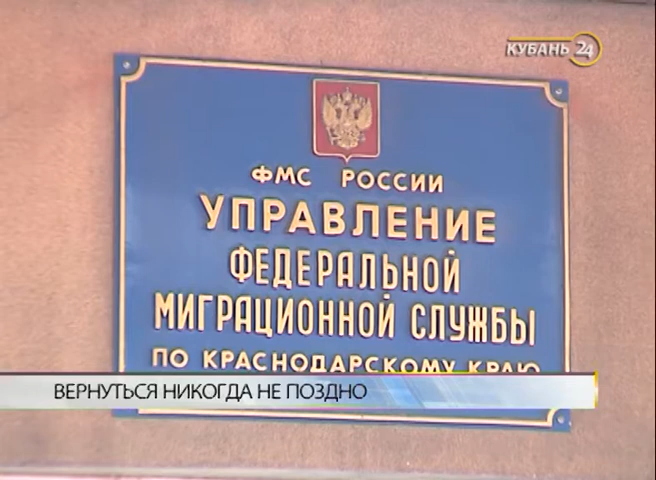 КУБАНЬ 24
ФМС РОССИИ
УПРАВЛЕНИЕ
ФЕДЕРАЛЬНОЙ
МИГРАЦИОННОЙ СЛУЖБЫ
ПО КРАСНОДАРСКОМУ КРАЮ
ВЕРНУТЬСЯ НИКОГДА НЕ ПОЗДНО